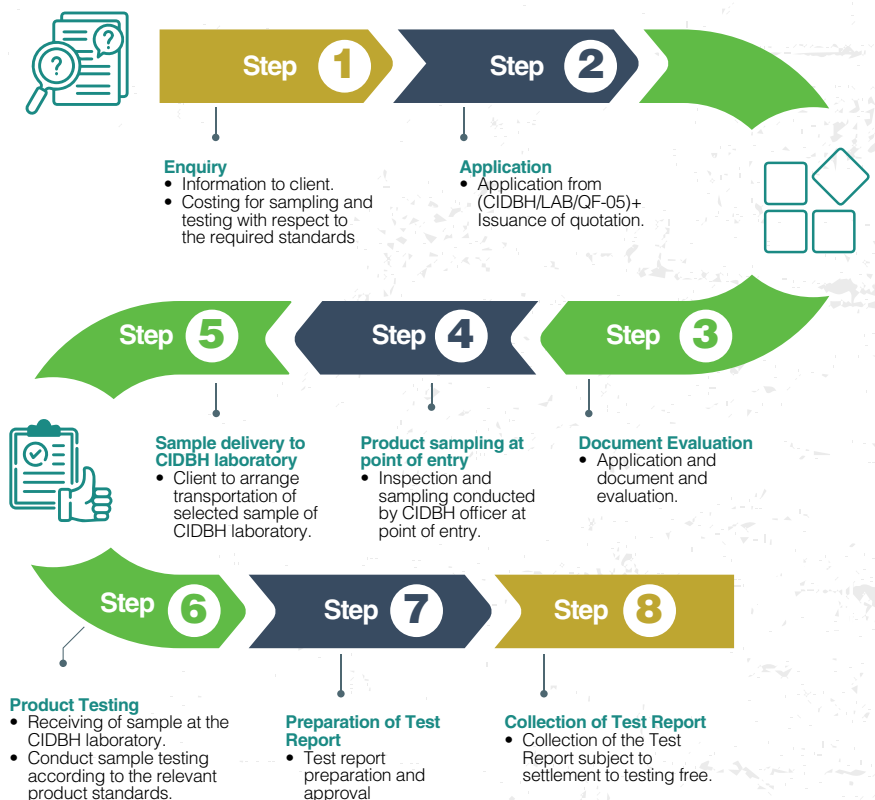 Step 1
Step 2
Enquiry
• Information to client.
• Costing for sampling and
testing with respect to
the required standards
Application
• Application from
(CIDBH/LAB/QF-05)+
Issuance of quotation.
Step 3
Step 4
Step 5
Document Evaluation
• Application and
document and
evaluation.
Product sampling at
point of entry
• Inspection and
sampling conducted
by CIDBH officer at
point of entry.
Sample delivery to
CIDBH laboratory
• Client to arrange
transportation of
selected sample of
CIDBH laboratory.
Step 6
Step 7
Step 8
Product Testing
• Receiving of sample at the
CIDBH laboratory.
• Conduct sample testing
according to the relevant
product standards.
Preparation of Test
Report
• Test report
preparation and
approval
Collection of Test Report
• Collection of the Test
Report subject to
settlement to testing free.